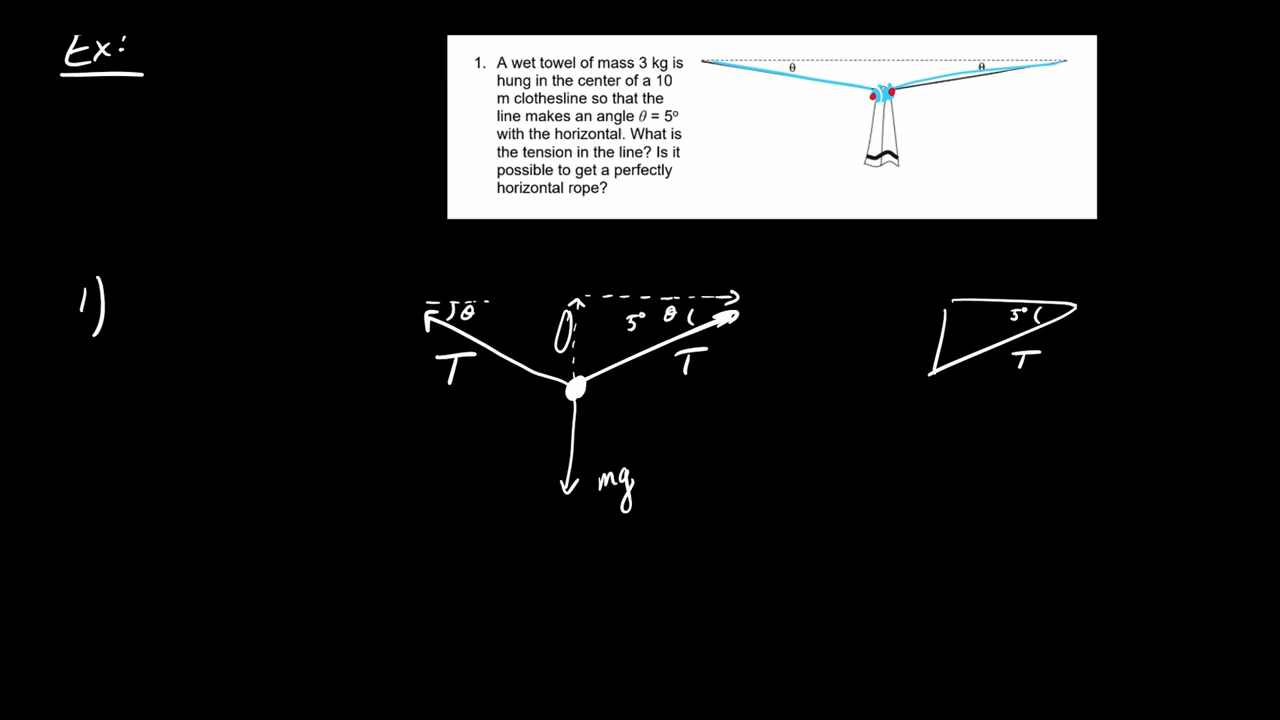 Ex:
1. A wet towel of mass 3 kg is
hung in the center of a 10
m clothesline so that the
line makes an angle θ = 5º
with the horizontal. What is
the tension in the line? Is it
possible to get a perfectly
horizontal rope?
θ
θ
1)
θ
5° θ
5°
T
T
T
mg